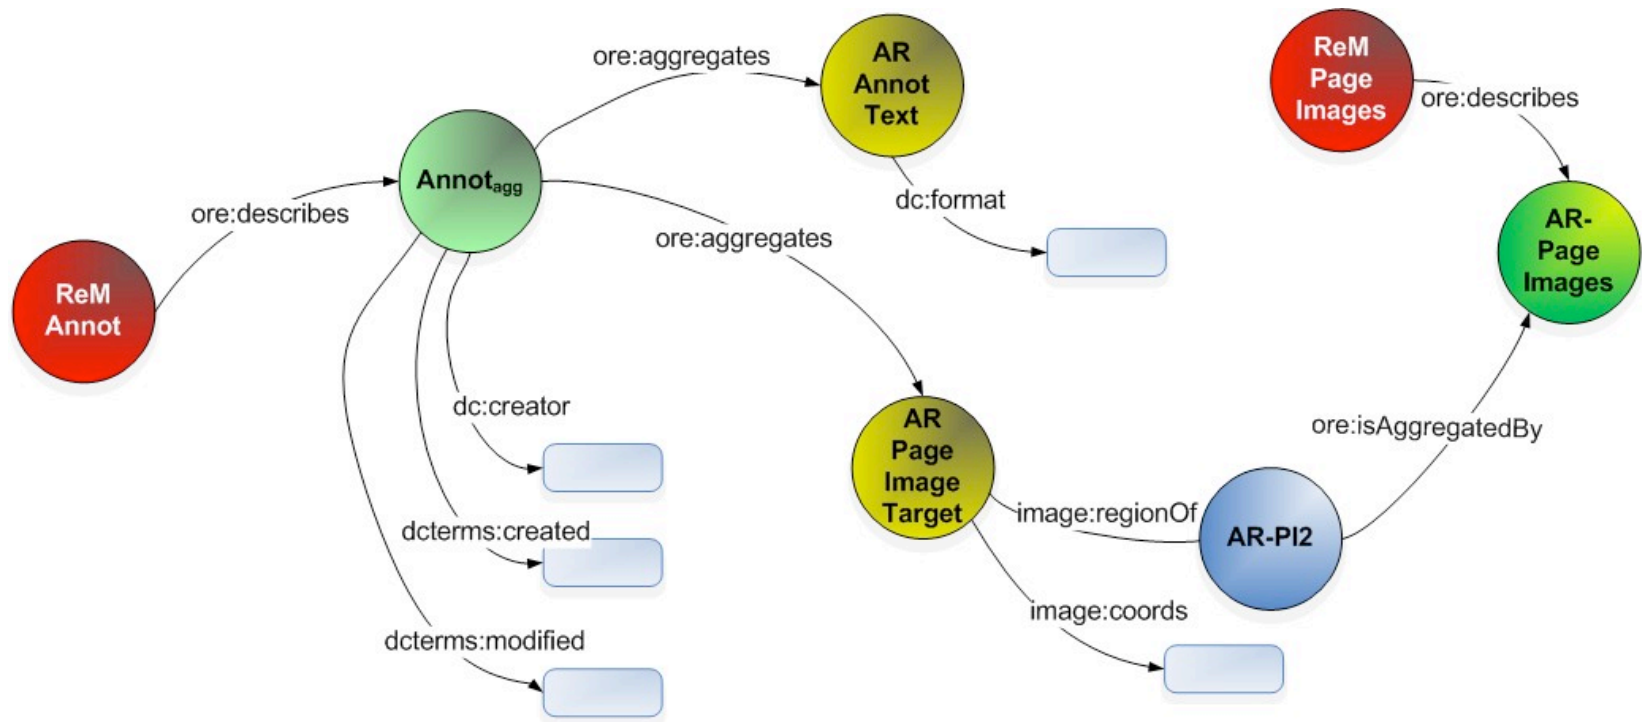 ore:aggregates
AR
Annot
Text
ReM
Page
Images
ore:describes
Annotagg
ore:describes
dc:format
ore:aggregates
AR-
Page
Images
ReM
Annot
dc:creator
AR
Page
Image
Target
ore:isAggregatedBy
image:regionOf
AR-PI2
dcterms:created
image:coords
dcterms:modified